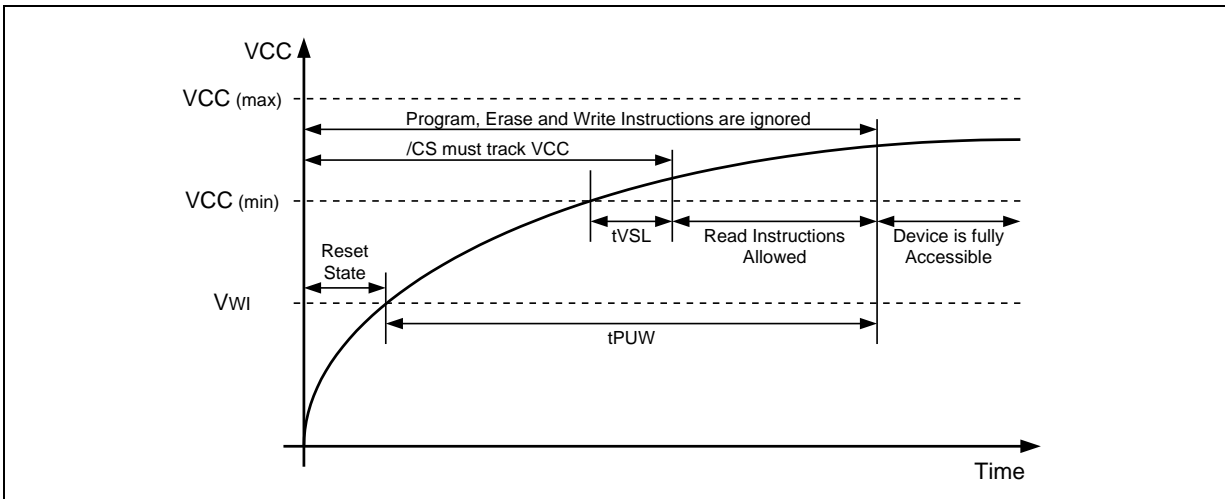 VCC
VCC (max)
Program, Erase and Write Instructions are ignored
/CS must track VCC
VCC (min)
tVSL
Read Instructions
Allowed
Device is fully
Accessible
Reset
State
VWI
tPUW
Time